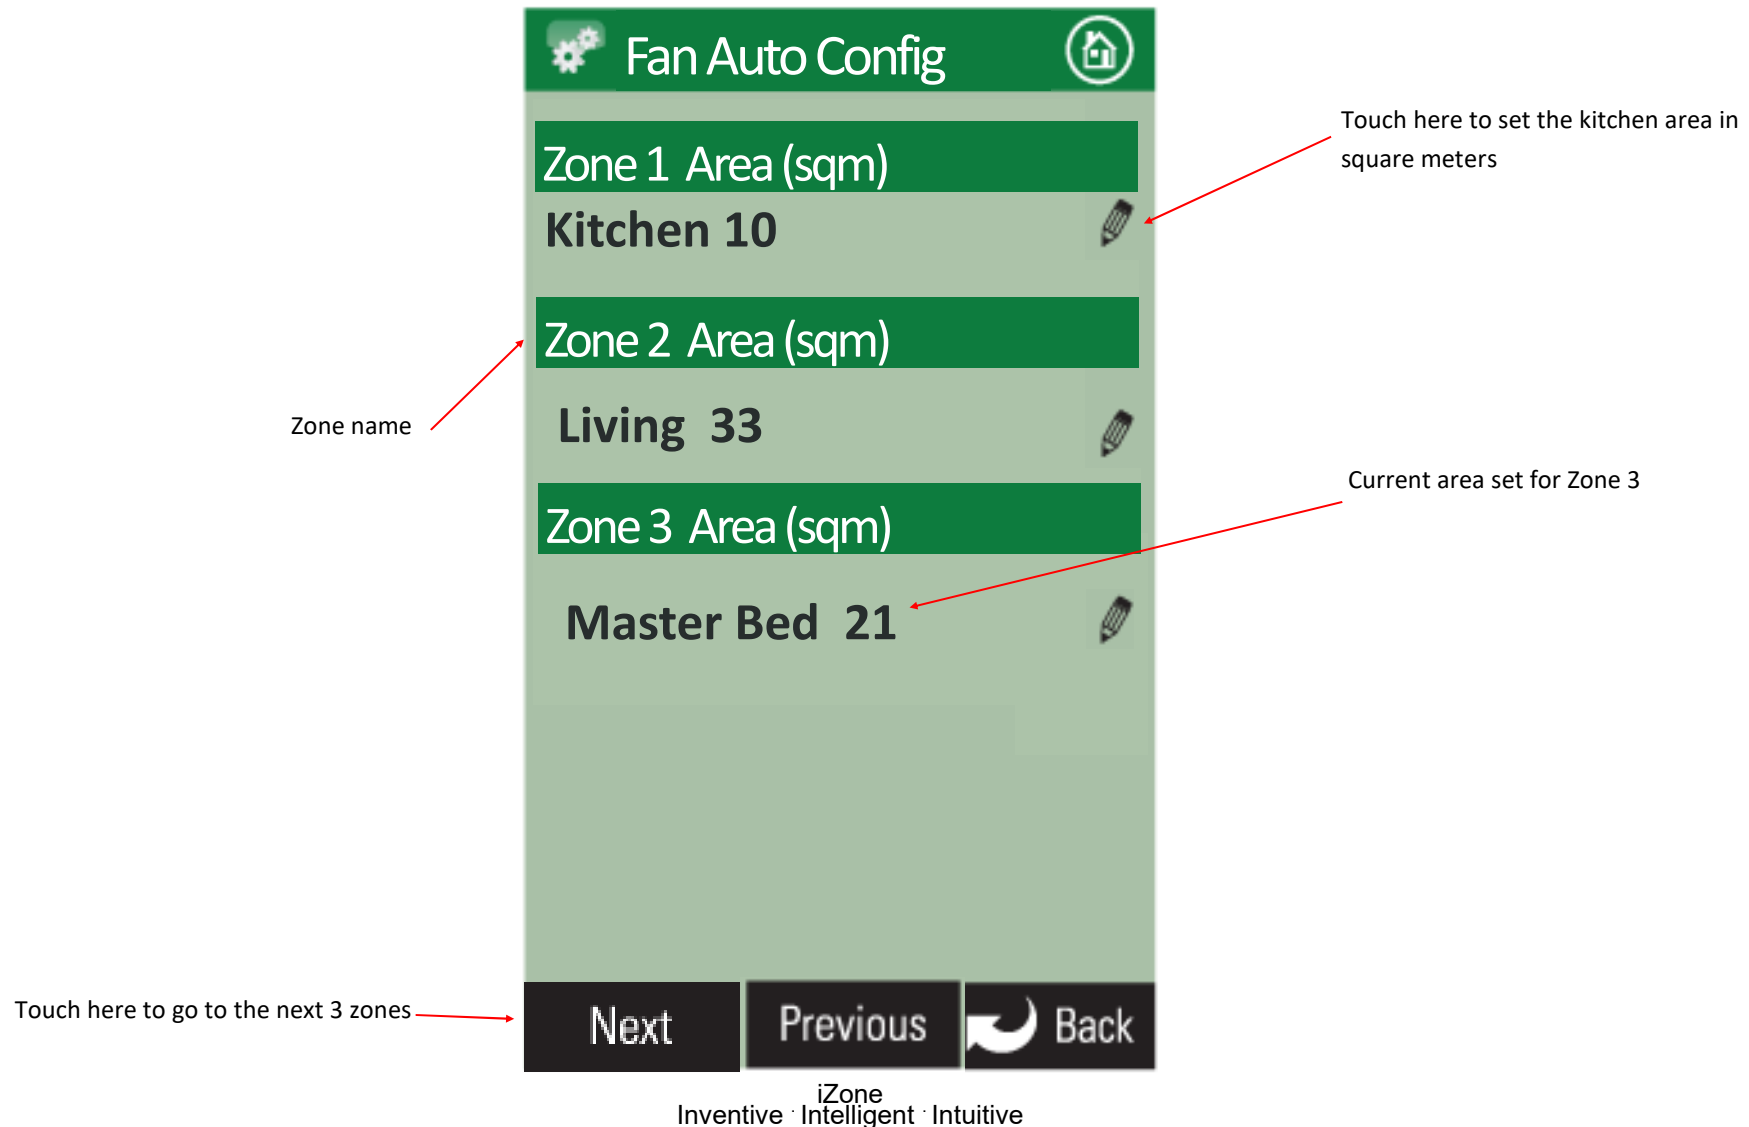 Fan Auto Config
Touch here to set the kitchen area in
square meters
Zone 1 Area (sqm)
Kitchen 10
Zone 2 Area (sqm)
Zone name
Living 33
Current area set for Zone 3
Zone 3 Area (sqm)
Master Bed 21
Touch here to go to the next 3 zones
Next Previous Back
iZone
Inventive · Intelligent · Intuitive